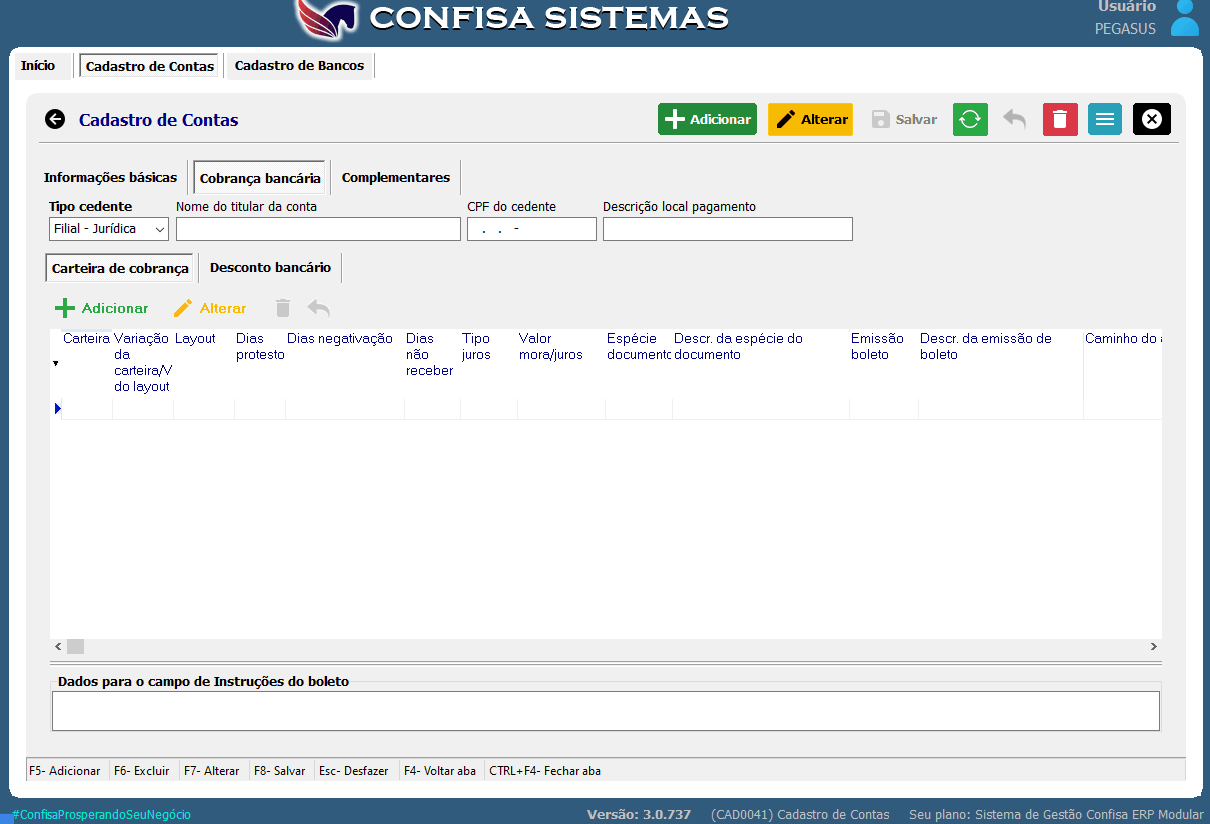 CONFISA SISTEMAS
Usuário
PEGASUS
Início
Cadastro de Contas
Cadastro de Bancos
Cadastro de Contas
Adicionar
Alterar
Salvar
Informações básicas
Cobrança bancária
Complementares
Tipo cedente
Nome do titular da conta
CPF do cedente
Descrição local pagamento
Filial - Jurídica
. . -
Carteira de cobrança
Desconto bancário
Adicionar
Alterar
Carteira
Variação
da
carteira/V
do layout
Layout
Dias
protesto
Dias negativação
Dias
não
receber
Tipo
juros
Valor
mora/juros
Espécie
documento
Descr. da espécie do
documento
Emissão
boleto
Descr. da emissão de
boleto
Caminho do
Dados para o campo de Instruções do boleto
F5- Adicionar
F6- Excluir
F7- Alterar
F8- Salvar
Esc- Desfazer
F4- Voltar aba
CTRL+F4- Fechar aba
#ConfisaProsperandoSeuNegócio
Versão: 3.0.737
(CAD0041) Cadastro de Contas
Seu plano: Sistema de Gestão Confisa ERP Modular